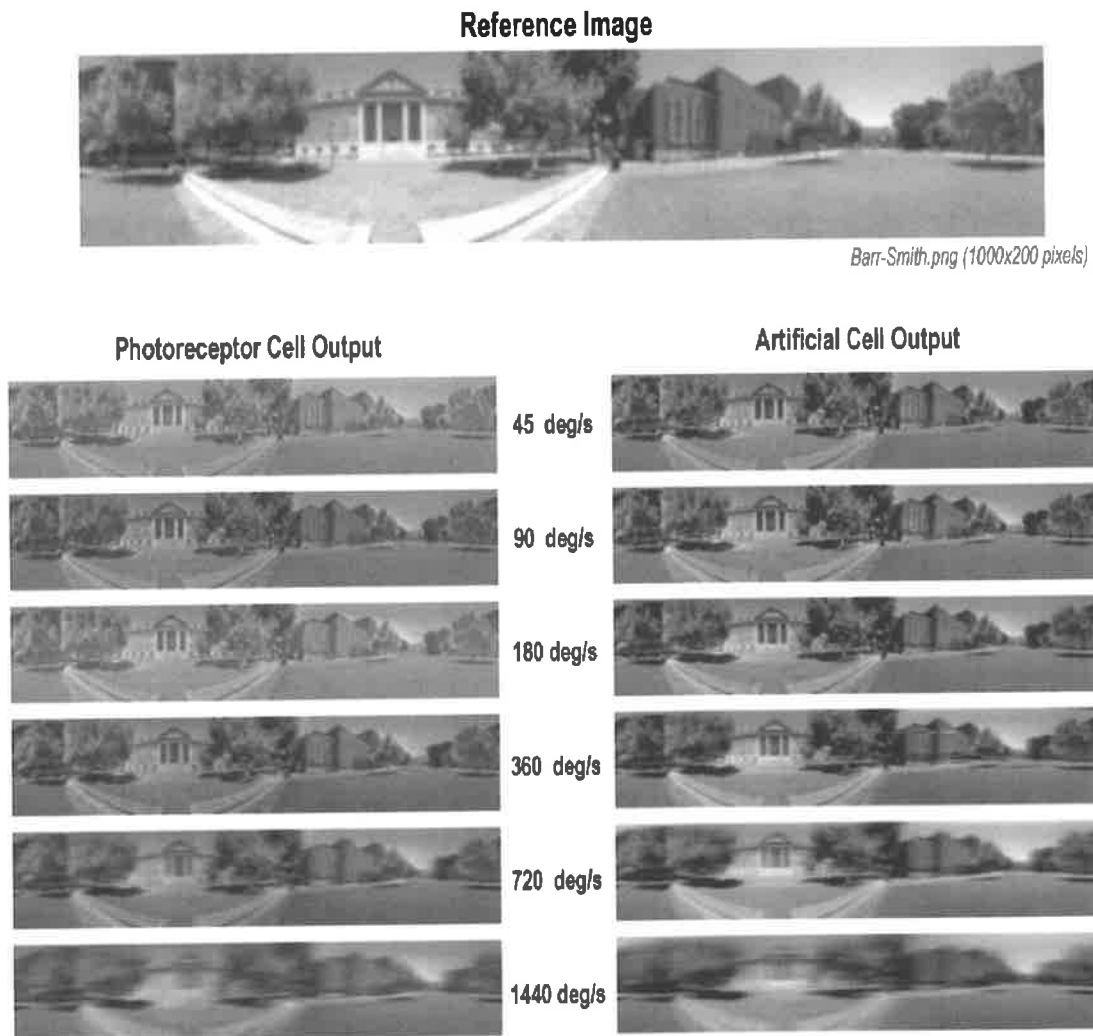 Reference Image
Barr-Smith.png (1000x200 pixels)
Photoreceptor Cell Output
Artificial Cell Output
45 deg/s
90 deg/s
180 deg/s
360 deg/s
720 deg/s
1440 deg/s